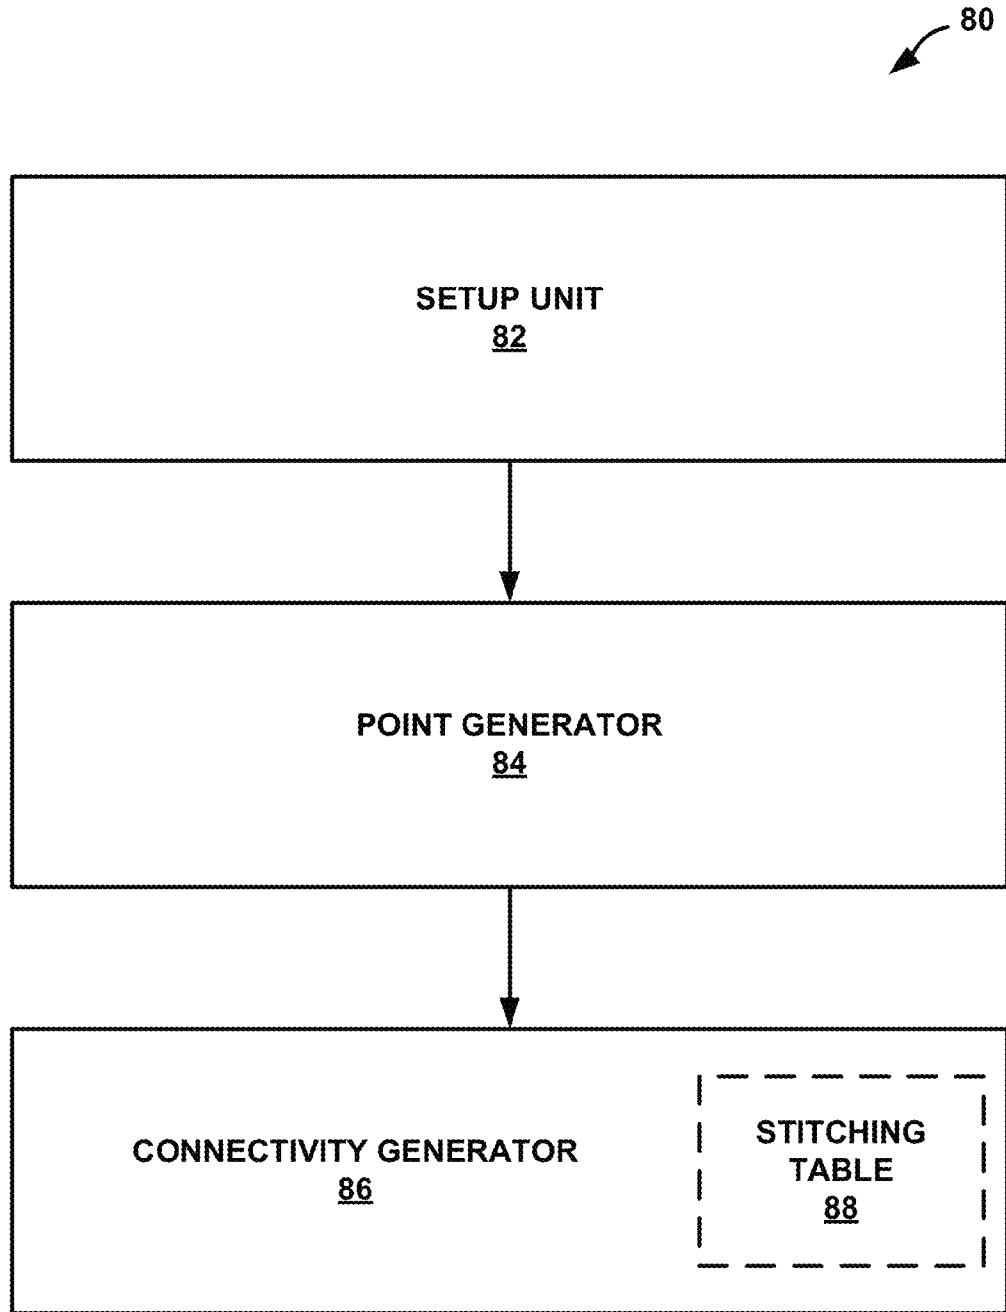 80
SETUP UNIT
82
POINT GENERATOR
84
CONNECTIVITY GENERATOR
86
STITCHING
TABLE
88